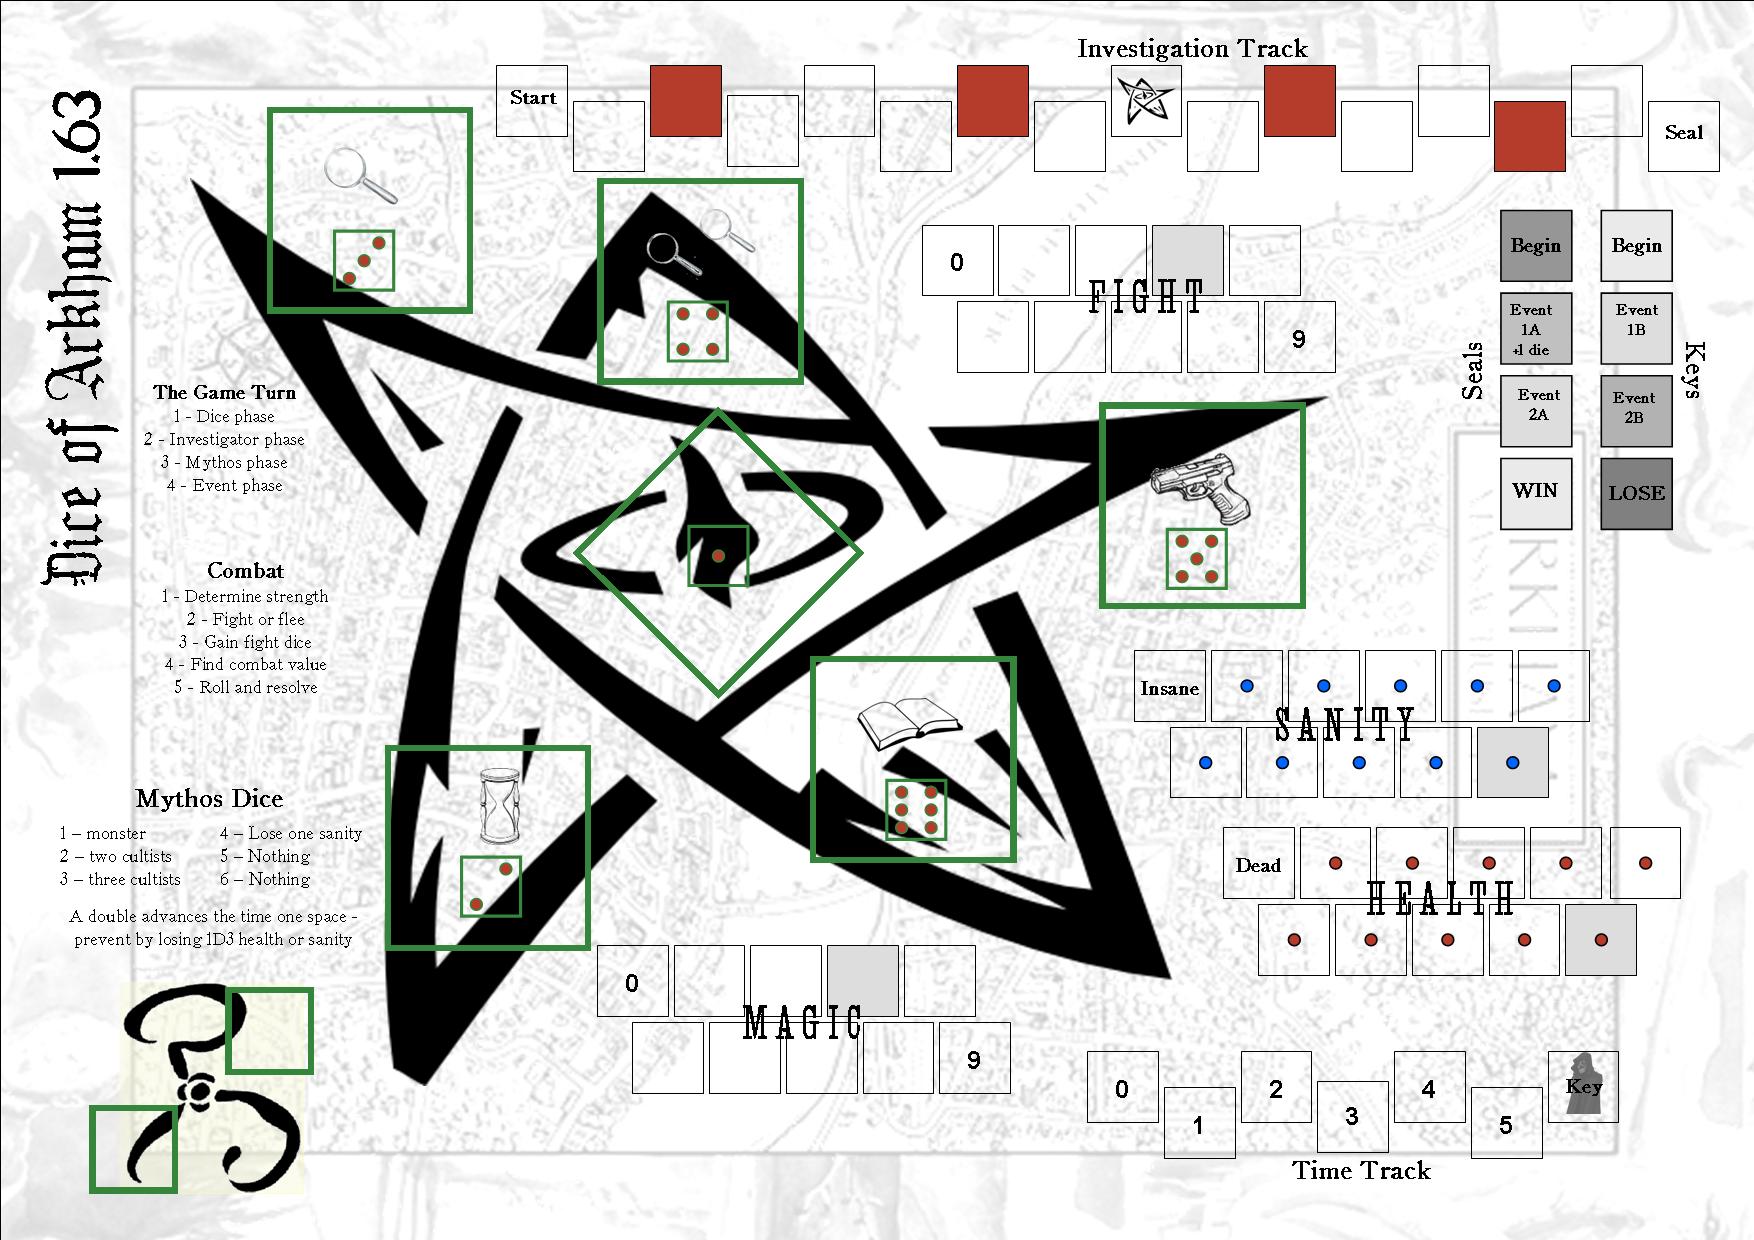 Dice of Arkham 1.63
Investigation Track
Start
Seal
0
FIGHT
9
Begin
Begin
Event
1A
+1 die
Event
1B
Event
2A
Event
2B
WIN
LOSE
Seals
Keys
The Game Turn
1 - Dice phase
2 - Investigator phase
3 - Mythos phase
4 - Event phase
Combat
1 - Determine strength
2 - Fight or flee
3 - Gain fight dice
4 - Find combat value
5 - Roll and resolve
Insane
SANITY
Dead
HEALTH
Mythos Dice
1 – monster
2 – two cultists
3 – three cultists
4 – Lose one sanity
5 – Nothing
6 – Nothing
A double advances the time one space -
prevent by losing 1D3 health or sanity
0
MAGIC
9
0
1
2
3
4
5
Key
Time Track